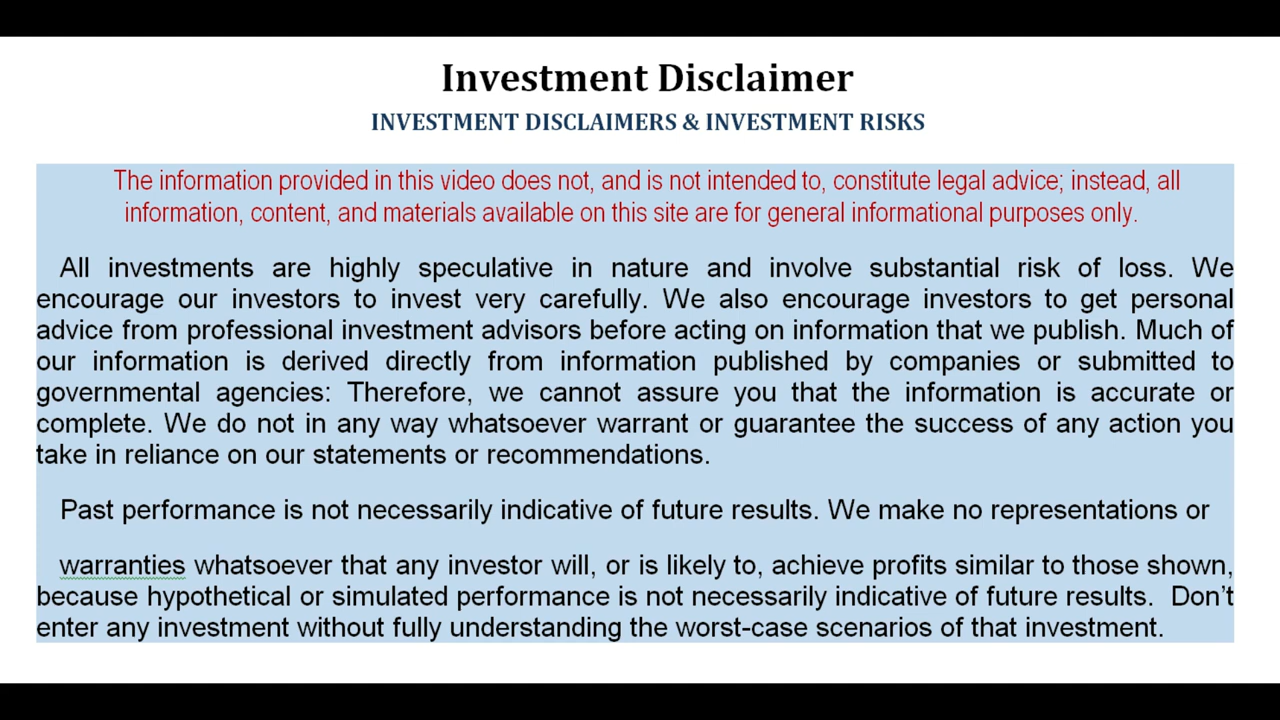 Investment Disclaimer
INVESTMENT DISCLAIMERS & INVESTMENT RISKS
The information provided in this video does not, and is not intended to, constitute legal advice; instead, all
information, content, and materials available on this site are for general informational purposes only.
All investments are highly speculative in nature and involve substantial risk of loss. We
encourage our investors to invest very carefully. We also encourage investors to get personal
advice from professional investment advisors before acting on information that we publish. Much of
our information is derived directly from information published by companies or submitted to
governmental agencies: Therefore, we cannot assure you that the information is accurate or
complete. We do not in any way whatsoever warrant or guarantee the success of any action you
take in reliance on our statements or recommendations.
Past performance is not necessarily indicative of future results. We make no representations or
warranties whatsoever that any investor will, or is likely to, achieve profits similar to those shown,
because hypothetical or simulated performance is not necessarily indicative of future results. Don’t
enter any investment without fully understanding the worst-case scenarios of that investment.